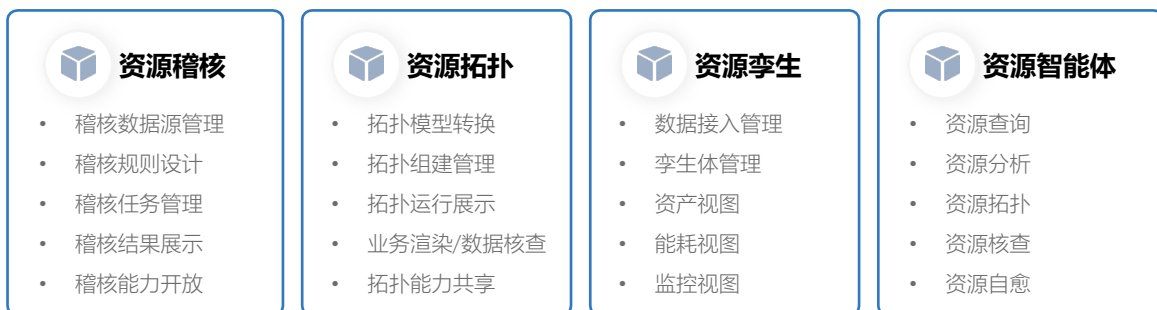 资源稽核
• 稽核数据源管理
• 稽核规则设计
• 稽核任务管理
• 稽核结果展示
• 稽核能力开放
资源拓扑
• 拓扑模型转换
• 拓扑组建管理
• 拓扑运行展示
• 业务渲染/数据核查
• 拓扑能力共享
资源孪生
• 数据接入管理
• 孪生体管理
• 资产视图
• 能耗视图
• 监控视图
资源智能体
• 资源查询
• 资源分析
• 资源拓扑
• 资源核查
• 资源自愈